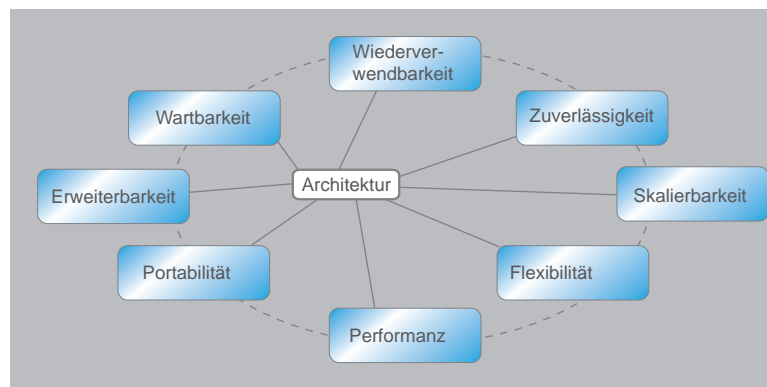 Wiederver-
wendbarkeit
Wartbarkeit
Zuverlässigkeit
Architektur
Erweiterbarkeit
Skalierbarkeit
Portabilität
Flexibilität
Performanz